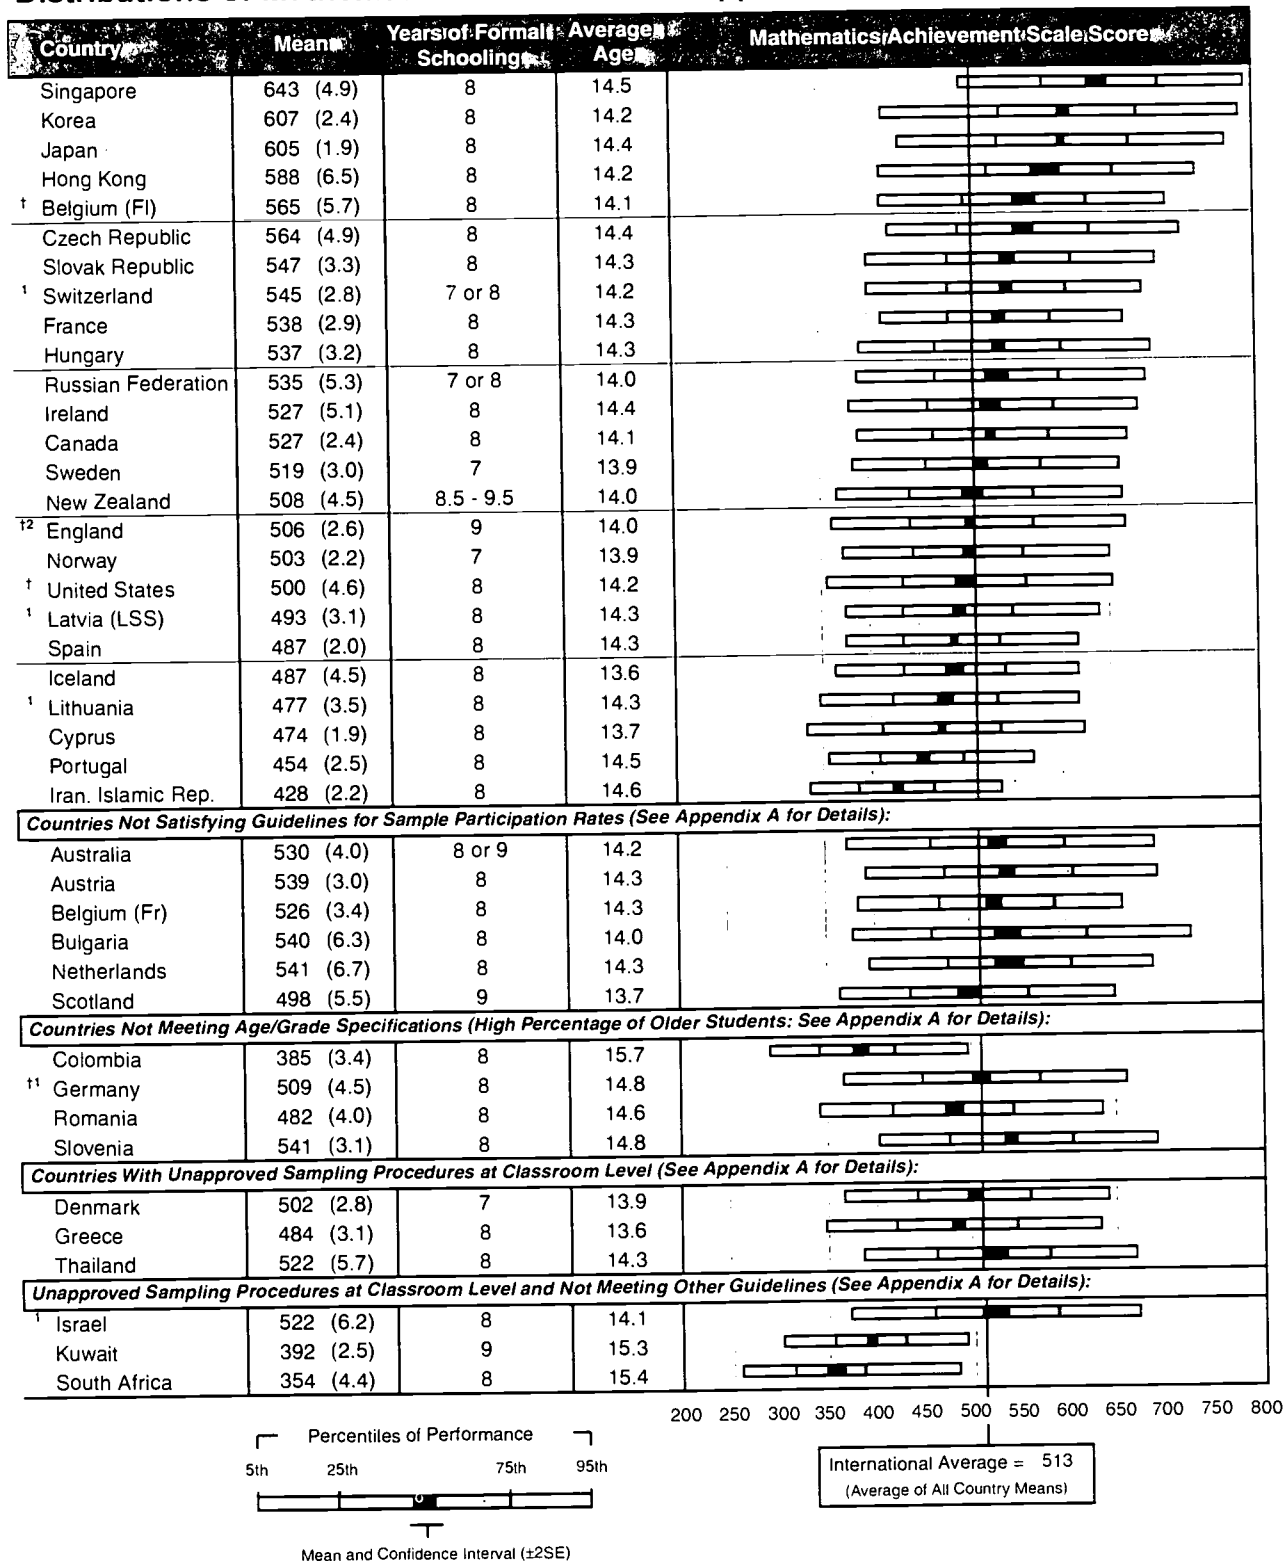 Country Mean Years of Formal Schooling Average Age Mathematics Achievement Scale Score
Singapore 643 (4.9) 8 14.5
Korea 607 (2.4) 8 14.2
Japan 605 (1.9) 8 14.4
Hong Kong 588 (6.5) 8 14.2
† Belgium (Fl) 565 (5.7) 8 14.1
Czech Republic 564 (4.9) 8 14.4
Slovak Republic 547 (3.3) 8 14.3
1 Switzerland 545 (2.8) 7 or 8 14.2
France 538 (2.9) 8 14.3
Hungary 537 (3.2) 8 14.3
Russian Federation 535 (5.3) 7 or 8 14.0
Ireland 527 (5.1) 8 14.4
Canada 527 (2.4) 8 14.1
Sweden 519 (3.0) 7 13.9
New Zealand 508 (4.5) 8.5 - 9.5 14.0
†2 England 506 (2.6) 9 14.0
Norway 503 (2.2) 7 13.9
† United States 500 (4.6) 8 14.2
1 Latvia (LSS) 493 (3.1) 8 14.3
Spain 487 (2.0) 8 14.3
Iceland 487 (4.5) 8 13.6
1 Lithuania 477 (3.5) 8 14.3
Cyprus 474 (1.9) 8 13.7
Portugal 454 (2.5) 8 14.5
Iran. Islamic Rep. 428 (2.2) 8 14.6
Countries Not Satisfying Guidelines for Sample Participation Rates (See Appendix A for Details):
Australia 530 (4.0) 8 or 9 14.2
Austria 539 (3.0) 8 14.3
Belgium (Fr) 526 (3.4) 8 14.3
Bulgaria 540 (6.3) 8 14.0
Netherlands 541 (6.7) 8 14.3
Scotland 498 (5.5) 9 13.7
Countries Not Meeting Age/Grade Specifications (High Percentage of Older Students: See Appendix A for Details):
Colombia 385 (3.4) 8 15.7
†1 Germany 509 (4.5) 8 14.8
Romania 482 (4.0) 8 14.6
Slovenia 541 (3.1) 8 14.8
Countries With Unapproved Sampling Procedures at Classroom Level (See Appendix A for Details):
Denmark 502 (2.8) 7 13.9
Greece 484 (3.1) 8 13.6
Thailand 522 (5.7) 8 14.3
Unapproved Sampling Procedures at Classroom Level and Not Meeting Other Guidelines (See Appendix A for Details):
1 Israel 522 (6.2) 8 14.1
Kuwait 392 (2.5) 9 15.3
South Africa 354 (4.4) 8 15.4
200 250 300 350 400 450 500 550 600 650 700 750 800
Percentiles of Performance
5th 25th 75th 95th
Mean and Confidence Interval (±2SE)
International Average = 513
(Average of All Country Means)